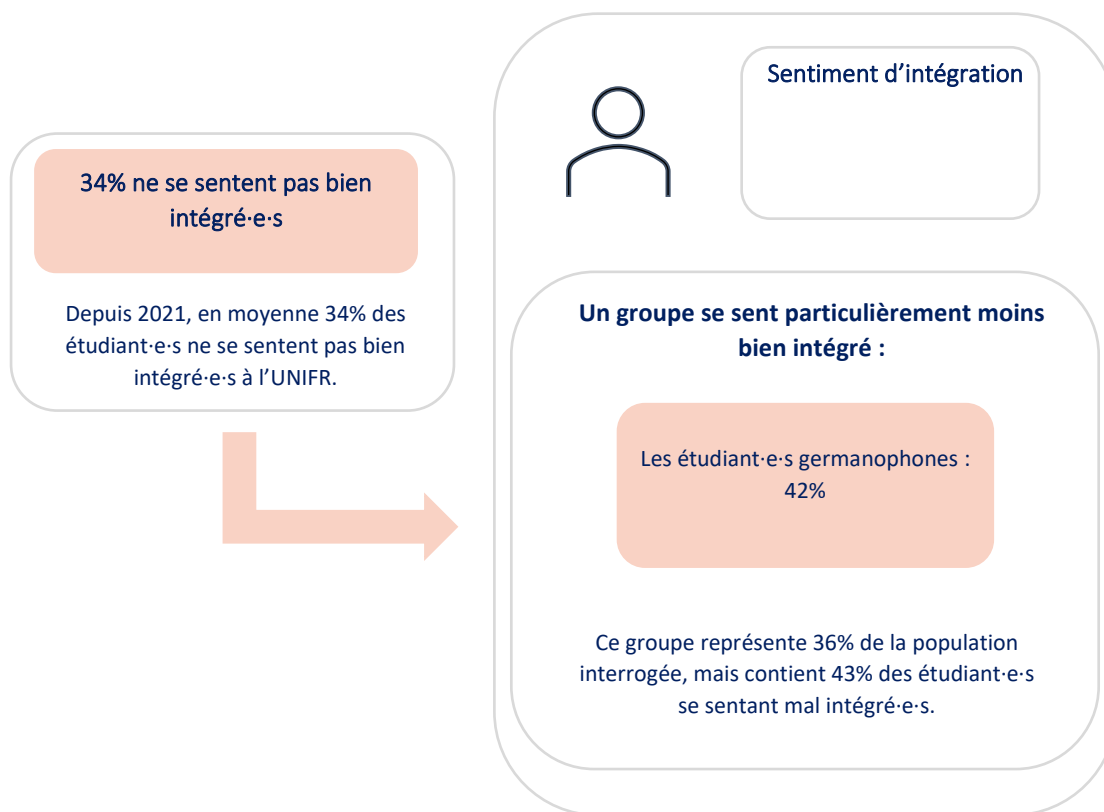 34% ne se sentent pas bien
intégré·e·s
Depuis 2021, en moyenne 34% des
étudiant·e·s ne se sentent pas bien
intégré·e·s à l’UNIFR.
Sentiment d’intégration
Un groupe se sent particulièrement moins
bien intégré :
Les étudiant·e·s germanophones :
42%
Ce groupe représente 36% de la population
interrogée, mais contient 43% des étudiant·e·s
se sentant mal intégré·e·s.